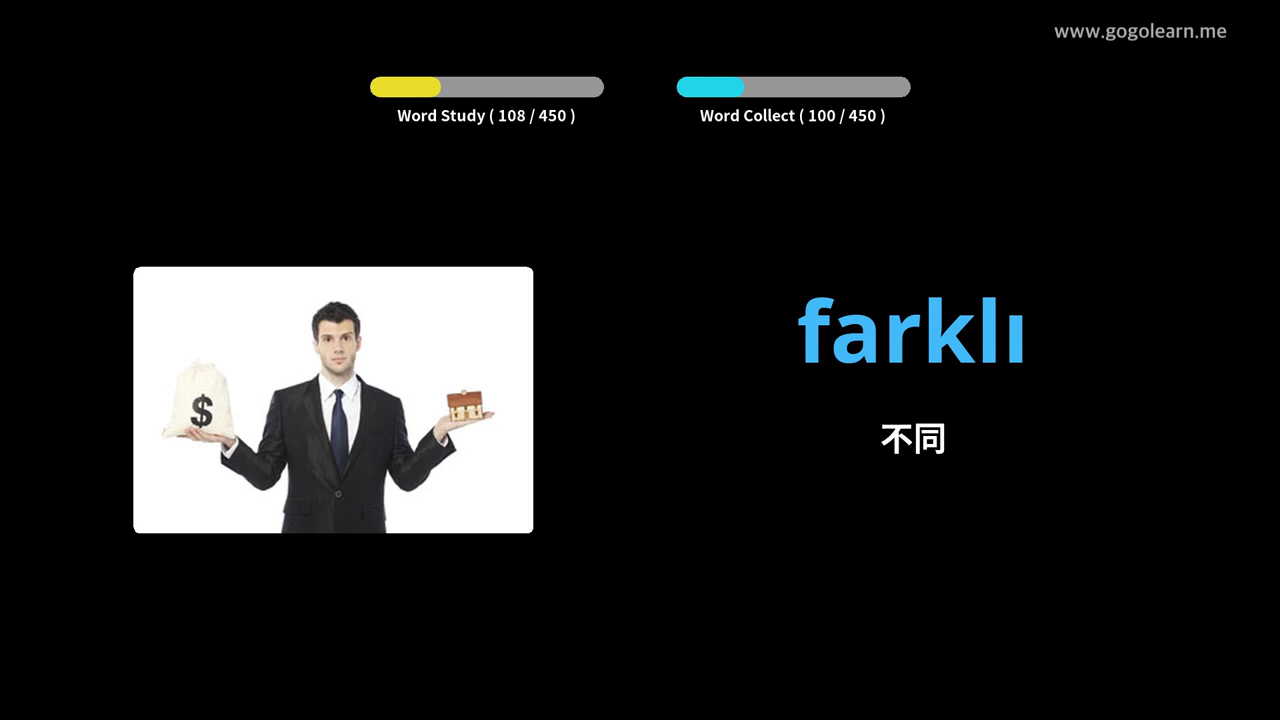 www.gogolearn.me
Word Study ( 108 / 450 )
Word Collect ( 100 / 450 )
$
farklı
不同